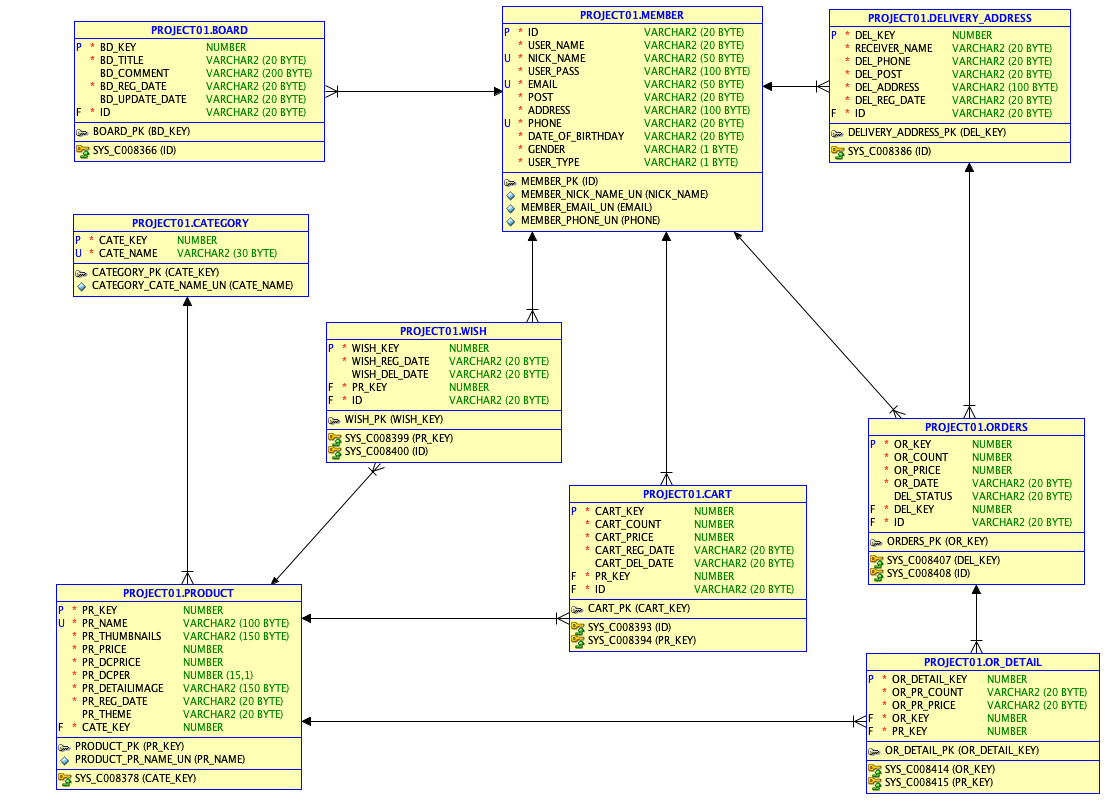 PROJECT01.BOARD
P * BD_KEY NUMBER
* BD_TITLE VARCHAR2 (20 BYTE)
BD_COMMENT VARCHAR2 (200 BYTE)
* BD_REG_DATE VARCHAR2 (20 BYTE)
BD_UPDATE_DATE VARCHAR2 (20 BYTE)
F * ID VARCHAR2 (20 BYTE)
BOARD_PK (BD_KEY)
SYS_C008366 (ID)
PROJECT01.MEMBER
P * ID VARCHAR2 (20 BYTE)
* USER_NAME VARCHAR2 (20 BYTE)
U * NICK_NAME VARCHAR2 (50 BYTE)
* USER_PASS VARCHAR2 (100 BYTE)
U * EMAIL VARCHAR2 (50 BYTE)
* POST VARCHAR2 (20 BYTE)
* ADDRESS VARCHAR2 (100 BYTE)
U * PHONE VARCHAR2 (20 BYTE)
* DATE_OF_BIRTHDAY VARCHAR2 (20 BYTE)
* GENDER VARCHAR2 (1 BYTE)
* USER_TYPE VARCHAR2 (1 BYTE)
MEMBER_PK (ID)
MEMBER_NICK_NAME_UN (NICK_NAME)
MEMBER_EMAIL_UN (EMAIL)
MEMBER_PHONE_UN (PHONE)
PROJECT01.DELIVERY_ADDRESS
P * DEL_KEY NUMBER
* RECEIVER_NAME VARCHAR2 (20 BYTE)
* DEL_PHONE VARCHAR2 (20 BYTE)
* DEL_POST VARCHAR2 (20 BYTE)
* DEL_ADDRESS VARCHAR2 (100 BYTE)
* DEL_REG_DATE VARCHAR2 (20 BYTE)
F * ID VARCHAR2 (20 BYTE)
DELIVERY_ADDRESS_PK (DEL_KEY)
SYS_C008386 (ID)
PROJECT01.CATEGORY
P * CATE_KEY NUMBER
U * CATE_NAME VARCHAR2 (30 BYTE)
CATEGORY_PK (CATE_KEY)
CATEGORY_CATE_NAME_UN (CATE_NAME)
PROJECT01.WISH
P * WISH_KEY NUMBER
* WISH_REG_DATE VARCHAR2 (20 BYTE)
WISH_DEL_DATE VARCHAR2 (20 BYTE)
F * PR_KEY NUMBER
F * ID VARCHAR2 (20 BYTE)
WISH_PK (WISH_KEY)
SYS_C008399 (PR_KEY)
SYS_C008400 (ID)
PROJECT01.ORDERS
P * OR_KEY NUMBER
* OR_COUNT NUMBER
* OR_PRICE NUMBER
* OR_DATE VARCHAR2 (20 BYTE)
DEL_STATUS VARCHAR2 (20 BYTE)
F * DEL_KEY NUMBER
F * ID VARCHAR2 (20 BYTE)
ORDERS_PK (OR_KEY)
SYS_C008407 (DEL_KEY)
SYS_C008408 (ID)
PROJECT01.CART
P * CART_KEY NUMBER
* CART_COUNT NUMBER
* CART_PRICE NUMBER
* CART_REG_DATE VARCHAR2 (20 BYTE)
CART_DEL_DATE VARCHAR2 (20 BYTE)
F * PR_KEY NUMBER
F * ID VARCHAR2 (20 BYTE)
CART_PK (CART_KEY)
SYS_C008393 (ID)
SYS_C008394 (PR_KEY)
PROJECT01.PRODUCT
P * PR_KEY NUMBER
U * PR_NAME VARCHAR2 (100 BYTE)
* PR_THUMBNAILS VARCHAR2 (150 BYTE)
* PR_PRICE NUMBER
* PR_DCPRICE NUMBER
* PR_DCPER NUMBER (15,1)
* PR_DETAILIMAGE VARCHAR2 (150 BYTE)
* PR_REG_DATE VARCHAR2 (20 BYTE)
PR_THEME VARCHAR2 (20 BYTE)
F * CATE_KEY NUMBER
PRODUCT_PK (PR_KEY)
PRODUCT_PR_NAME_UN (PR_NAME)
SYS_C008378 (CATE_KEY)
PROJECT01.OR_DETAIL
P * OR_DETAIL_KEY NUMBER
* OR_PR_COUNT VARCHAR2 (20 BYTE)
* OR_PR_PRICE VARCHAR2 (20 BYTE)
F * OR_KEY NUMBER
F * PR_KEY NUMBER
OR_DETAIL_PK (OR_DETAIL_KEY)
SYS_C008414 (OR_KEY)
SYS_C008415 (PR_KEY)